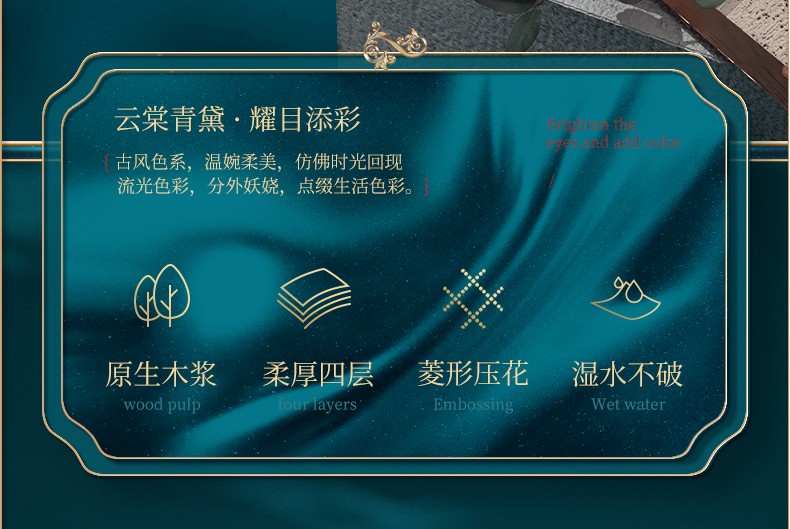 云棠青黛 · 耀目添彩
Brighten the
eyes and add color
/
{ 古风色系，温婉柔美，仿佛时光回现
流光色彩，分外妖娆，点缀生活色彩。}
原生木浆 柔厚四层 菱形压花 湿水不破
wood pulp four layers Embossing Wet water